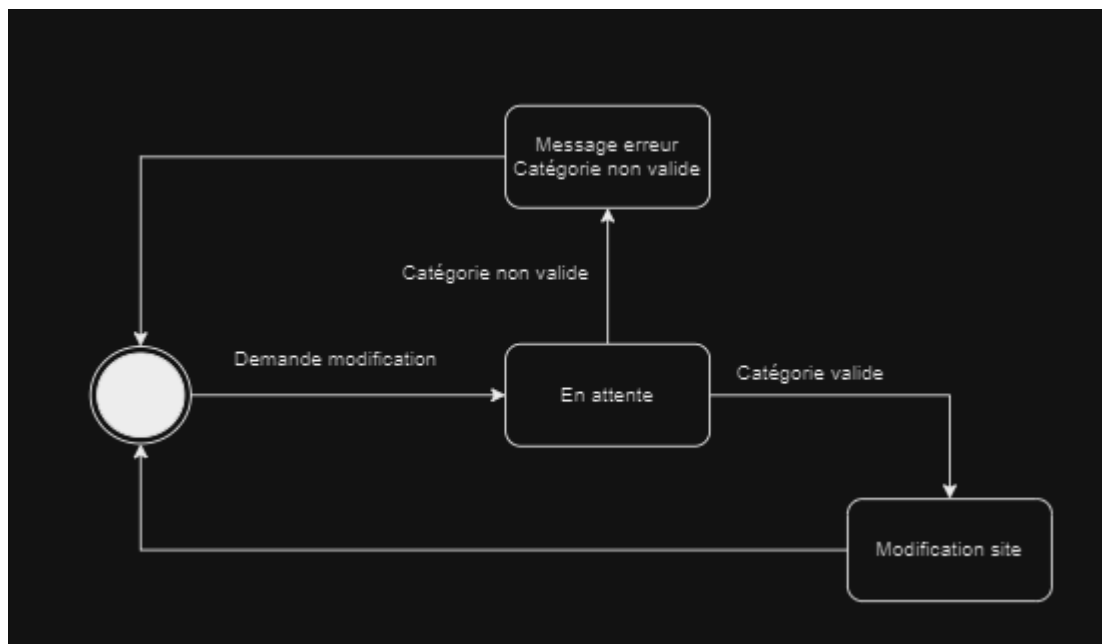 Message erreur
Catégorie non valide
Catégorie non valide
Demande modification
En attente
Catégorie valide
Modification site